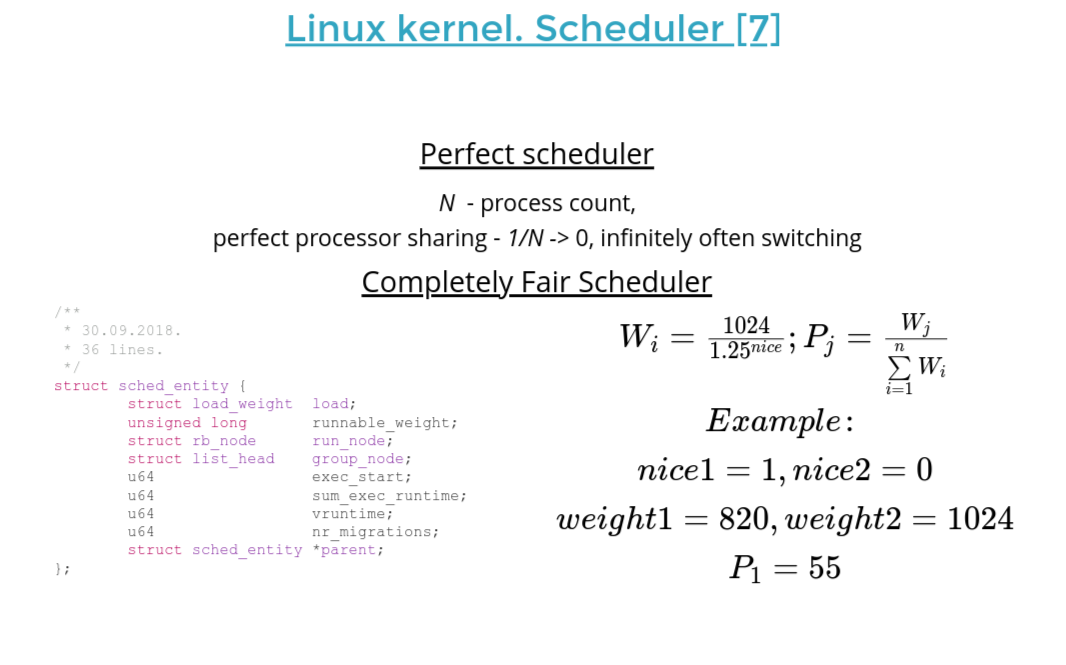 Linux kernel. Scheduler [7]
Perfect scheduler
N - process count,
perfect processor sharing - 1/N -> 0, infinitely often switching
Completely Fair Scheduler
/**
 * 30.09.2018.
 * 36 lines.
 */
struct sched_entity {
        struct load_weight  load;
        unsigned long       runnable_weight;
        struct rb_node      run_node;
        struct list_head    group_node;
        u64                 exec_start;
        u64                 sum_exec_runtime;
        u64                 vruntime;
        u64                 nr_migrations;
        struct sched_entity *parent;
};
W_i = 1024 / 1.25^nice ; P_j = W_j / ∑_{i=1}^{n} W_i
Example:
nice1 = 1, nice2 = 0
weight1 = 820, weight2 = 1024
P_1 = 55